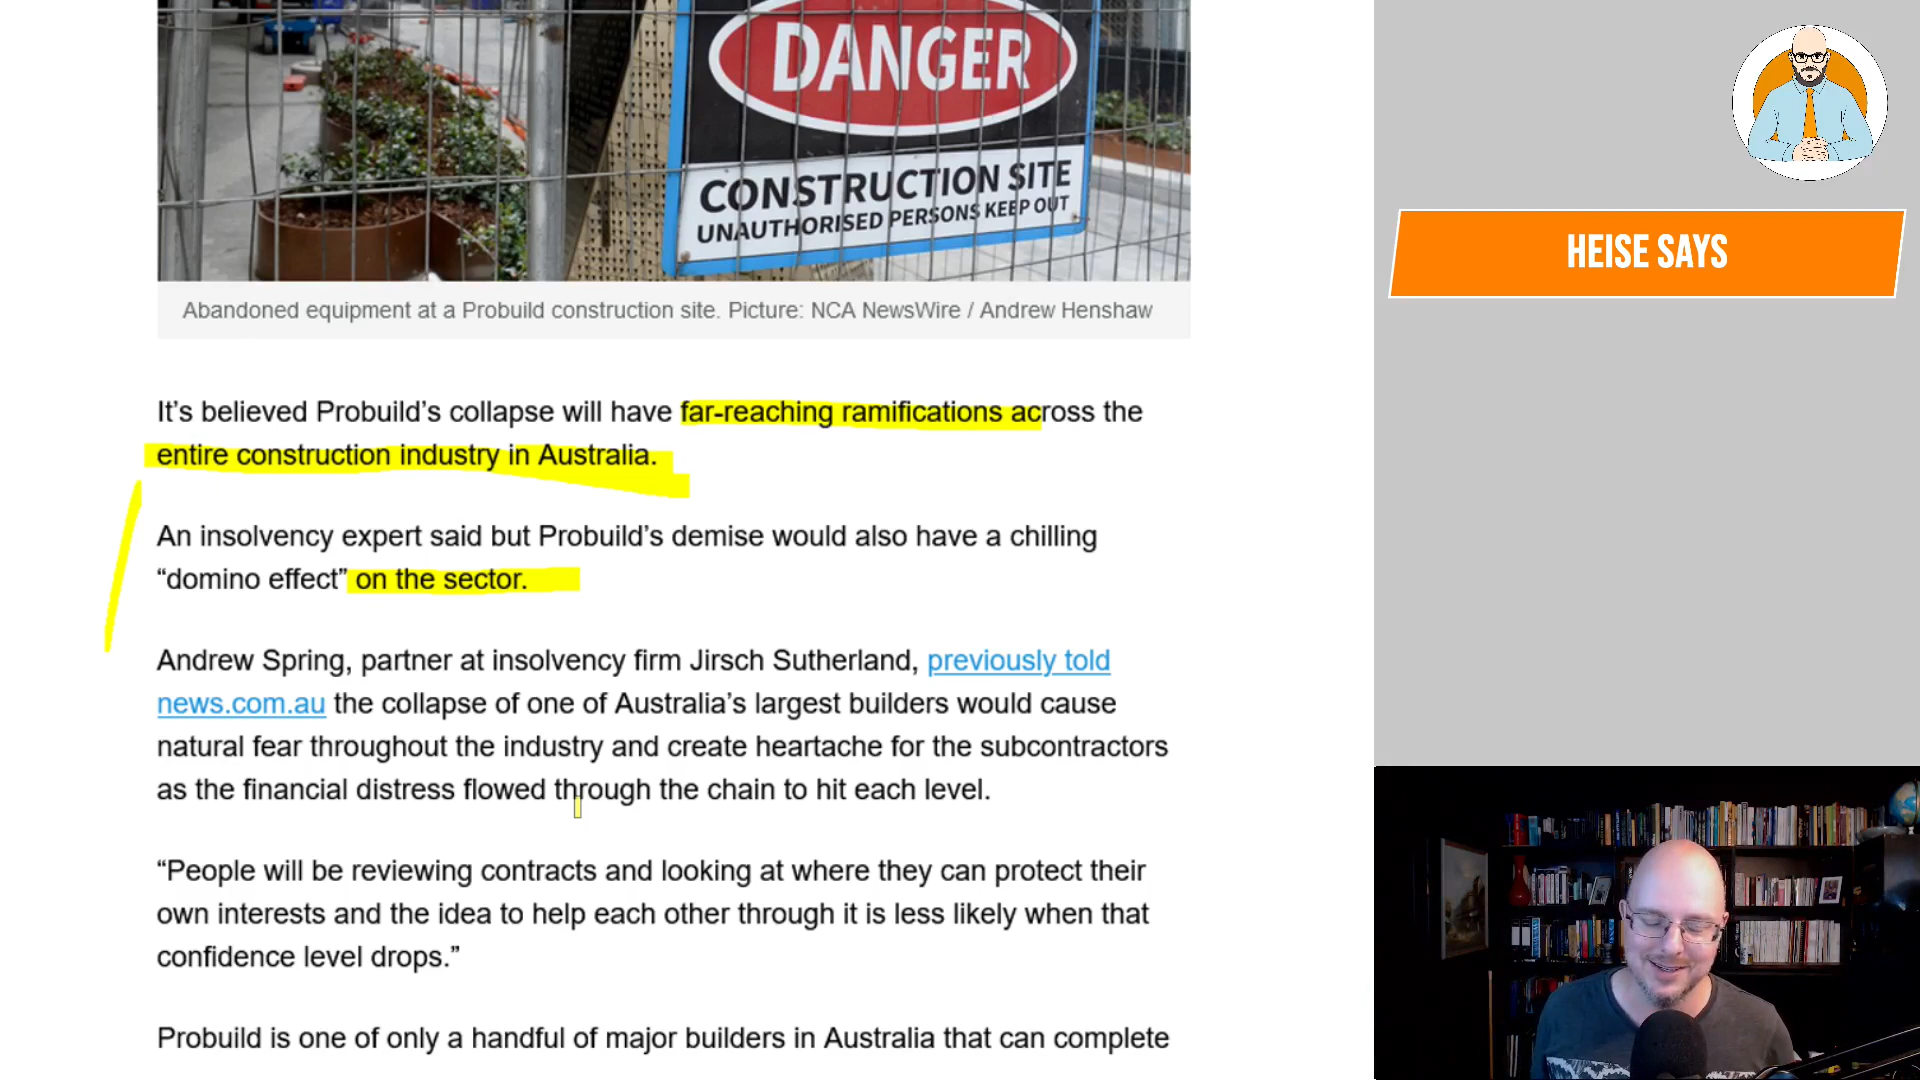 DANGER
CONSTRUCTION SITE
UNAUTHORISED PERSONS KEEP OUT
HEISE SAYS
Abandoned equipment at a Probuild construction site. Picture: NCA NewsWire / Andrew Henshaw
It’s believed Probuild’s collapse will have far-reaching ramifications across the
entire construction industry in Australia.
An insolvency expert said but Probuild’s demise would also have a chilling
“domino effect” on the sector.
Andrew Spring, partner at insolvency firm Jirsch Sutherland, previously told
news.com.au the collapse of one of Australia’s largest builders would cause
natural fear throughout the industry and create heartache for the subcontractors
as the financial distress flowed through the chain to hit each level.
“People will be reviewing contracts and looking at where they can protect their
own interests and the idea to help each other through it is less likely when that
confidence level drops.”
Probuild is one of only a handful of major builders in Australia that can complete